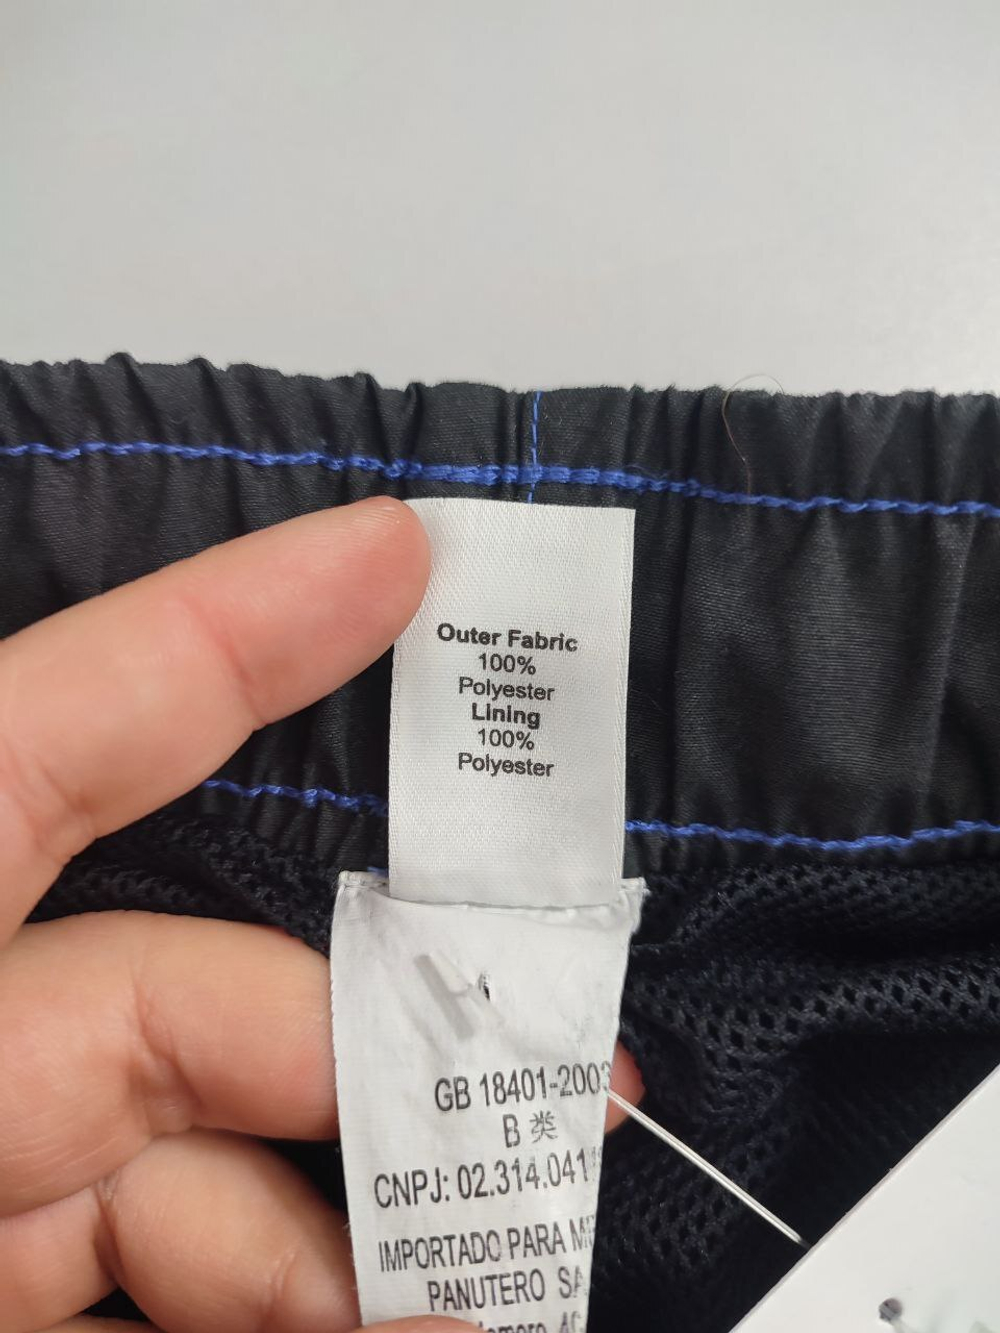 Outer Fabric
100%
Polyester
Lining
100%
Polyester
GB 18401-2003
B 类
CNPJ: 02.314.041
IMPORTADO PARA
PANUTERO